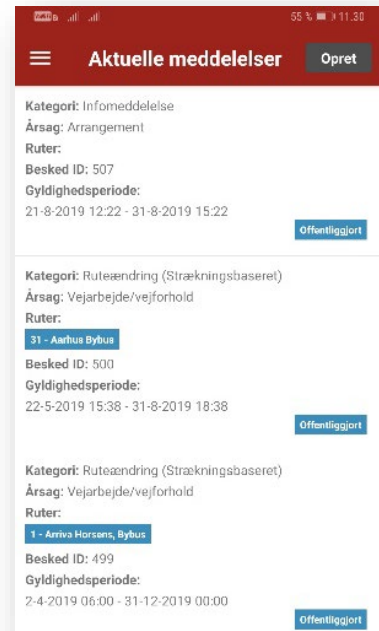 55 % 11.30
Aktuelle meddelelser
Opret
Kategori: Infomeddelelse
Årsag: Arrangement
Ruter:
Besked ID: 507
Gyldighedsperiode:
21-8-2019 12:22 - 31-8-2019 15:22
Offentliggjort
Kategori: Ruteændring (Strækningsbaseret)
Årsag: Vejarbejde/vejforhold
Ruter:
31 - Aarhus Bybus
Besked ID: 500
Gyldighedsperiode:
22-5-2019 15:38 - 31-8-2019 18:38
Offentliggjort
Kategori: Ruteændring (Strækningsbaseret)
Årsag: Vejarbejde/vejforhold
Ruter:
1 - Arriva Horsens, Bybus
Besked ID: 499
Gyldighedsperiode:
2-4-2019 06:00 - 31-12-2019 00:00
Offentliggjort